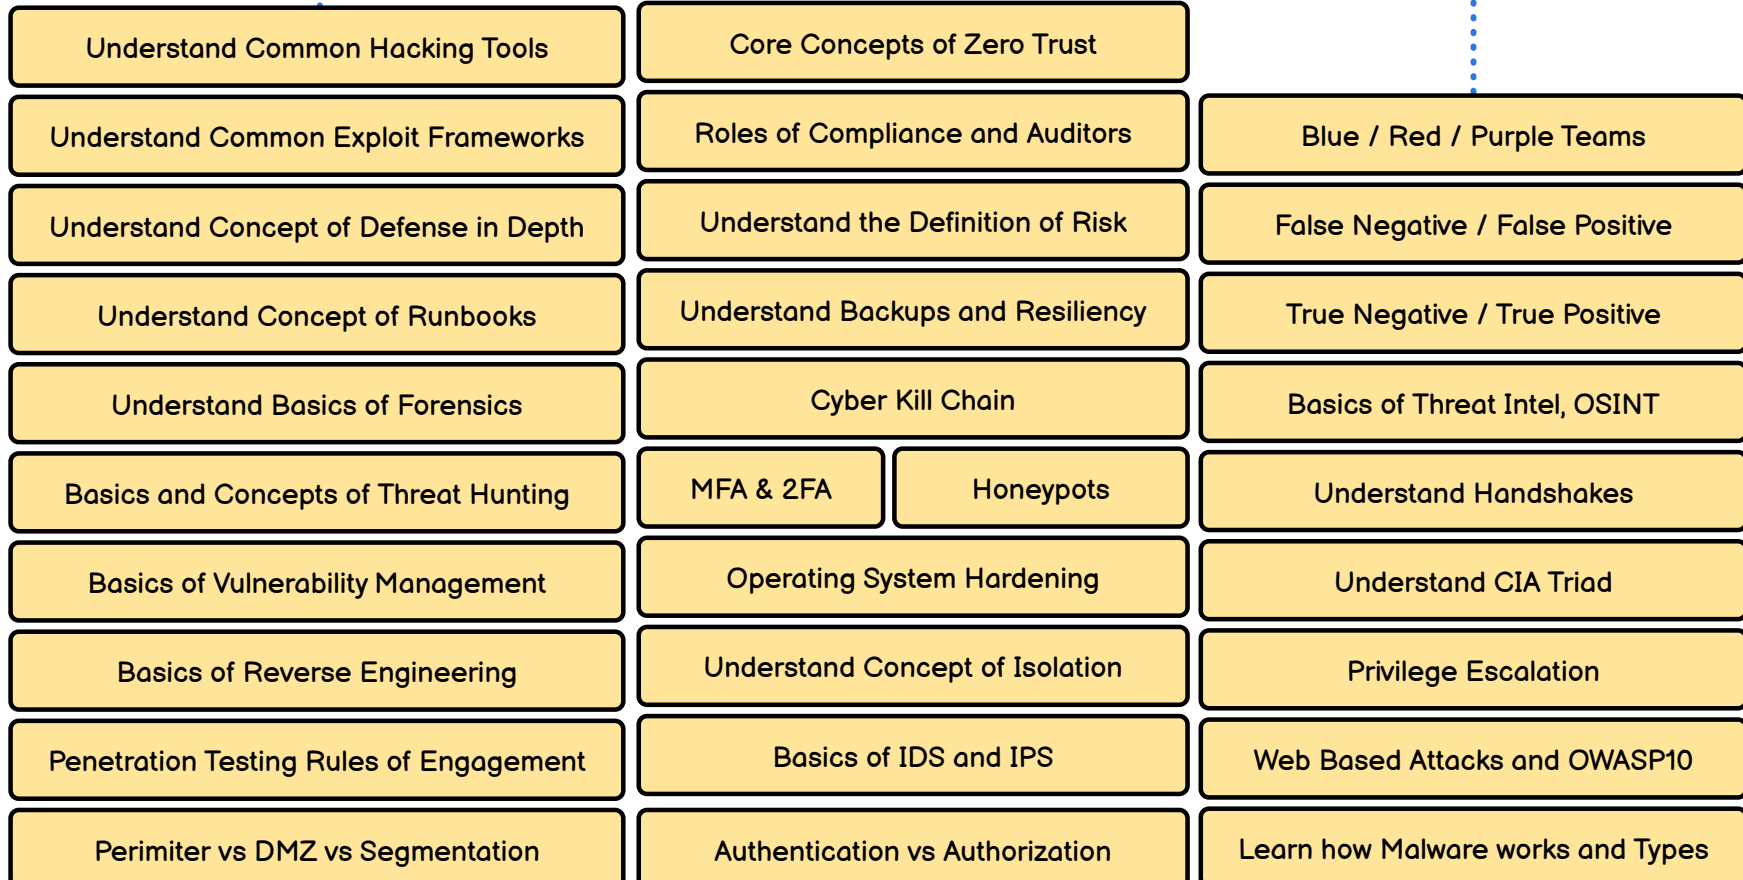 Understand Common Hacking Tools
Understand Common Exploit Frameworks
Understand Concept of Defense in Depth
Understand Concept of Runbooks
Understand Basics of Forensics
Basics and Concepts of Threat Hunting
Basics of Vulnerability Management
Basics of Reverse Engineering
Penetration Testing Rules of Engagement
Perimiter vs DMZ vs Segmentation
Core Concepts of Zero Trust
Roles of Compliance and Auditors
Understand the Definition of Risk
Understand Backups and Resiliency
Cyber Kill Chain
MFA & 2FA
Honeypots
Operating System Hardening
Understand Concept of Isolation
Basics of IDS and IPS
Authentication vs Authorization
Blue / Red / Purple Teams
False Negative / False Positive
True Negative / True Positive
Basics of Threat Intel, OSINT
Understand Handshakes
Understand CIA Triad
Privilege Escalation
Web Based Attacks and OWASP10
Learn how Malware works and Types